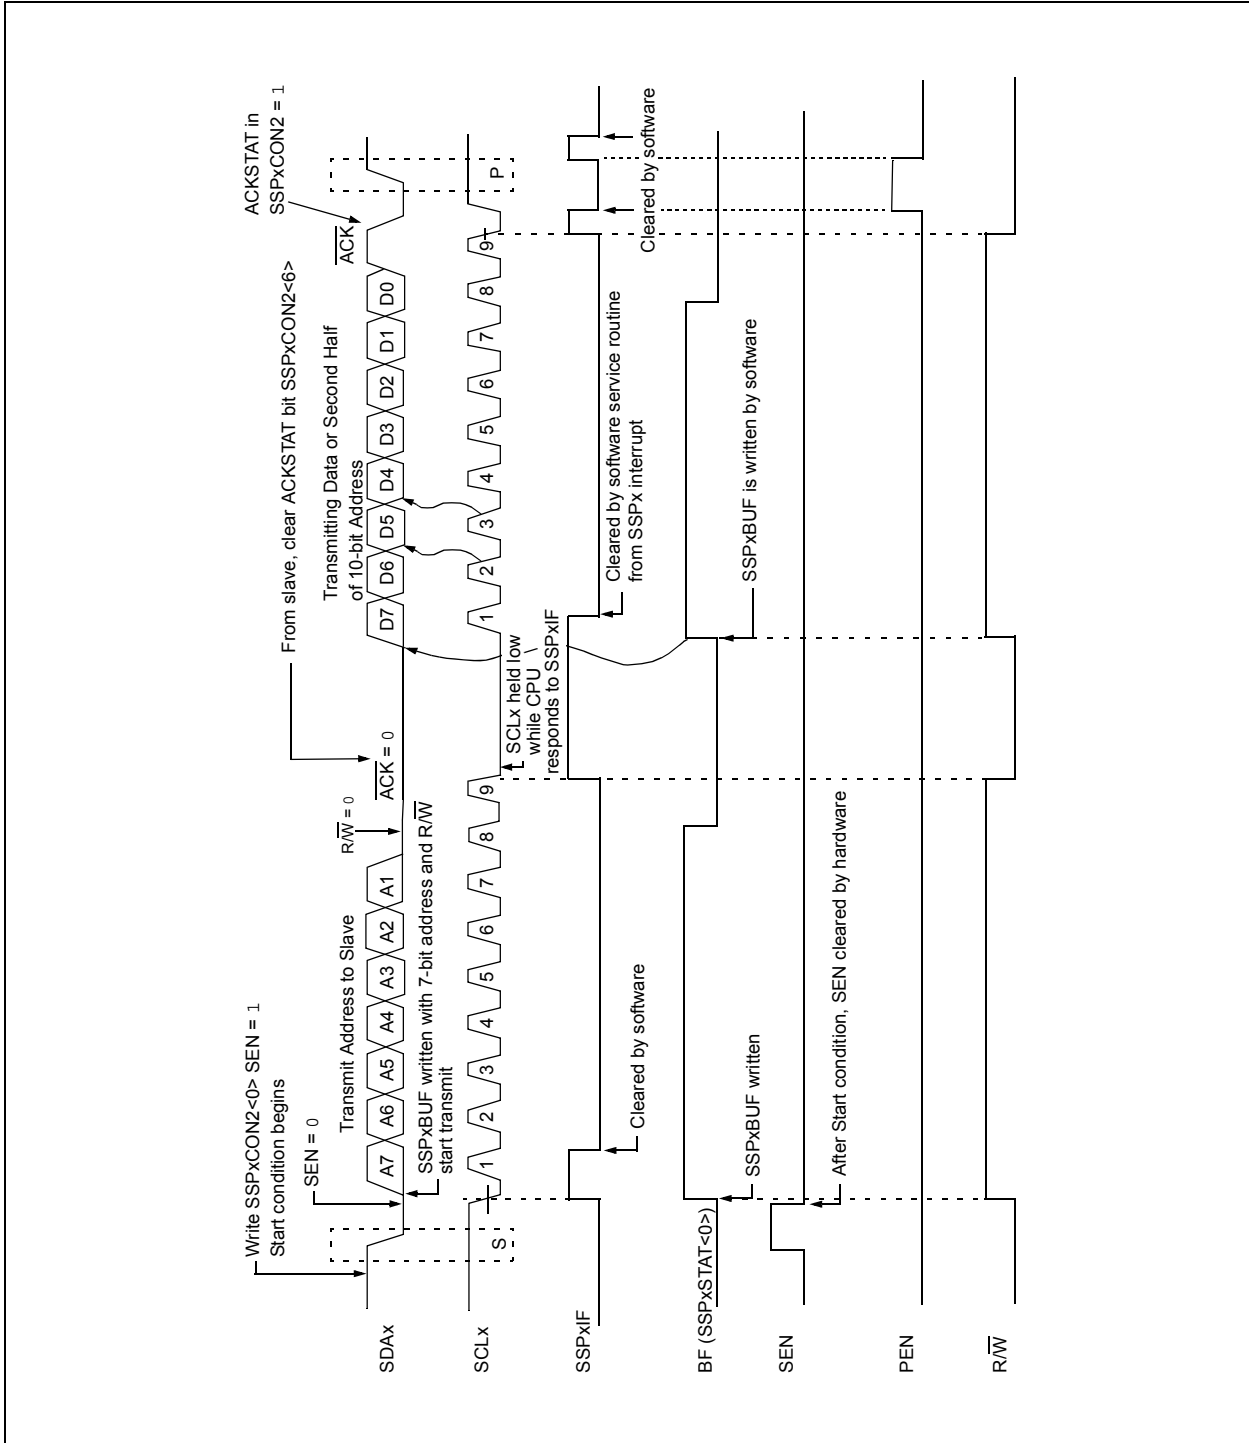 Write SSPxCON2<0> SEN = 1
Start condition begins
SEN = 0
Transmit Address to Slave
R/W = 0
From slave, clear ACKSTAT bit SSPxCON2<6>
ACK = 0
Transmitting Data or Second Half
of 10-bit Address
ACKSTAT in
SSPxCON2 = 1
ACK
SDAx
A7 A6 A5 A4 A3 A2 A1
D7 D6 D5 D4 D3 D2 D1 D0
SSPxBUF written with 7-bit address and R/W
start transmit
SCLx
S
1 2 3 4 5 6 7 8 9
1 2 3 4 5 6 7 8 9
P
SCLx held low
while CPU
responds to SSPxIF
SSPxIF
Cleared by software
Cleared by software service routine
from SSPx interrupt
Cleared by software
Cleared by software
BF (SSPxSTAT<0>)
SSPxBUF written
SSPxBUF is written by software
SEN
After Start condition, SEN cleared by hardware
PEN
R/W